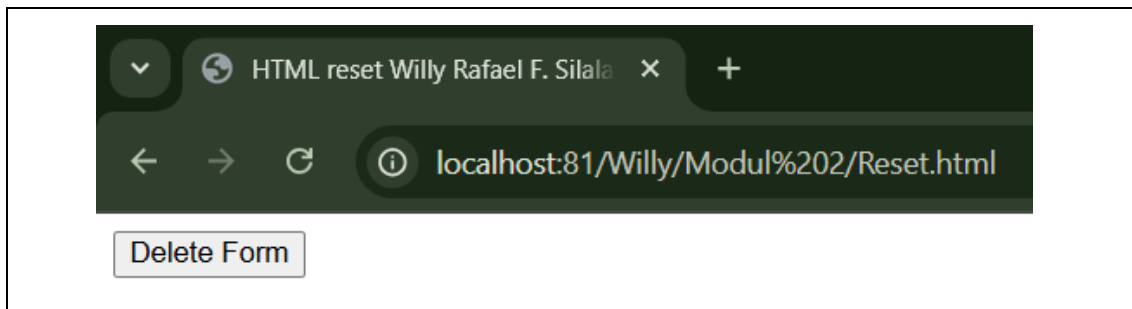 HTML reset Willy Rafael F. Silala
localhost:81/Willy/Modul%202/Reset.html
Delete Form